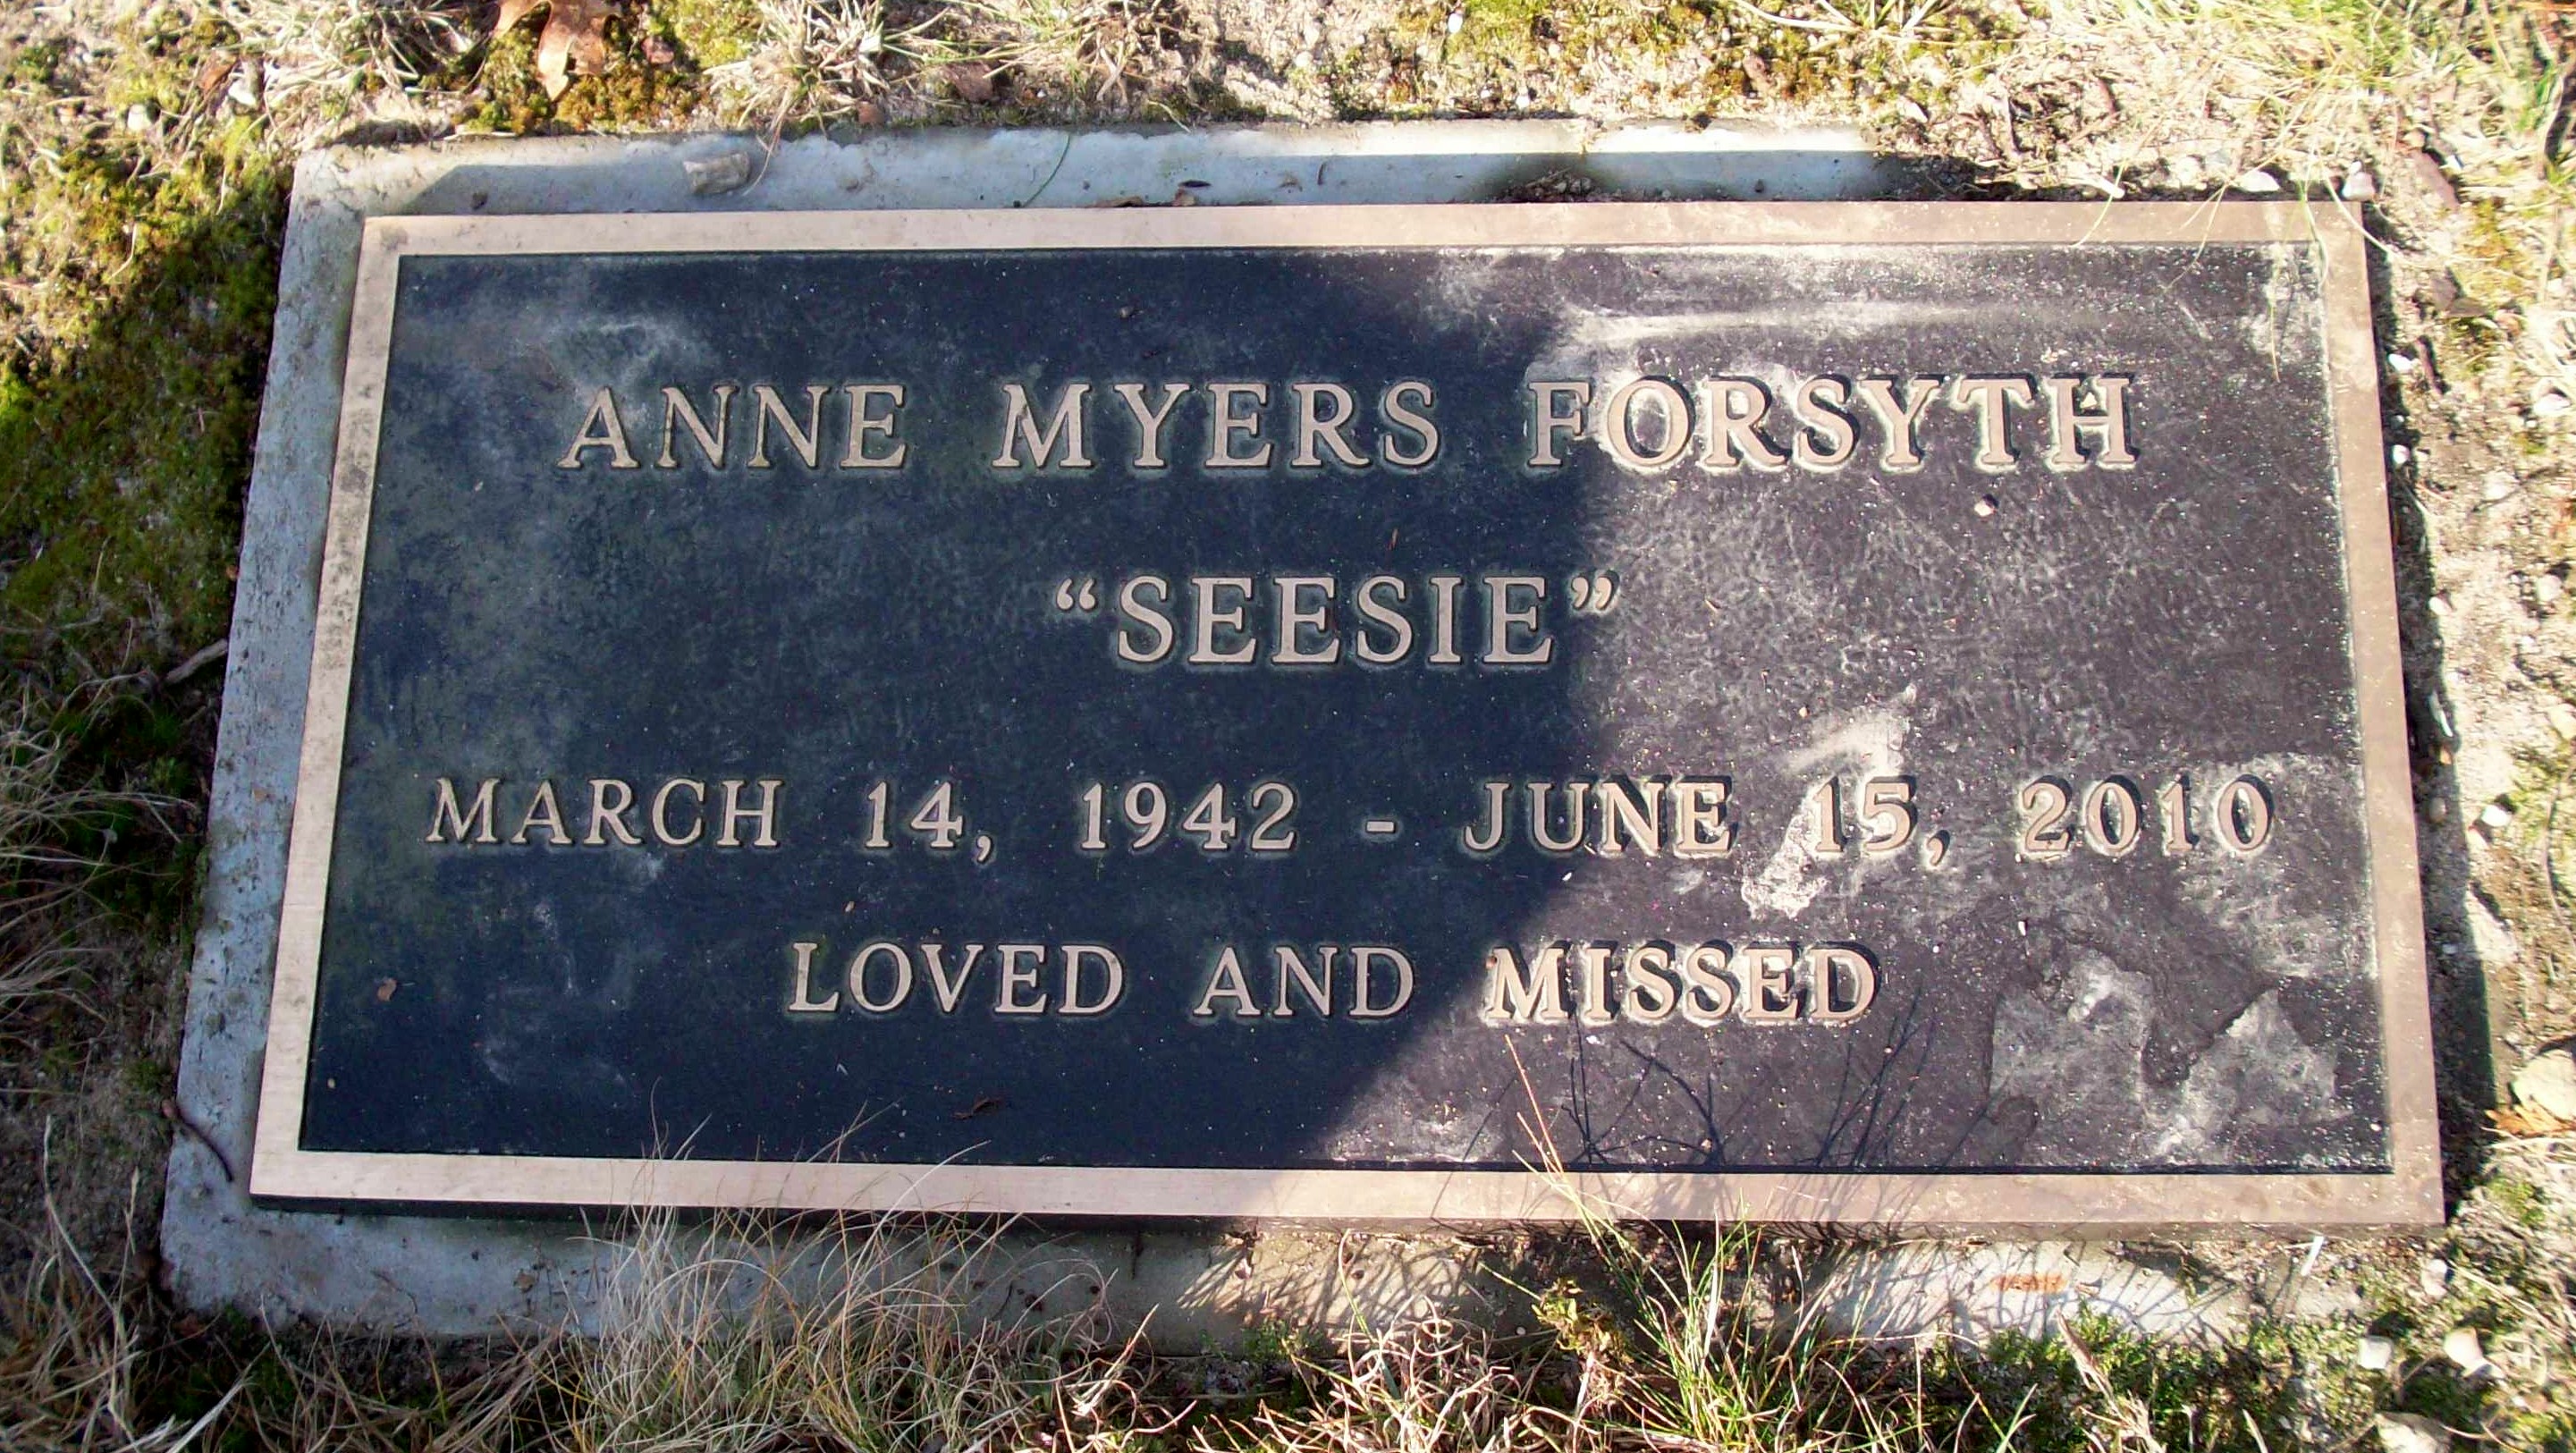 ANNE MYERS FORSYTH
“SEESIE”
MARCH 14, 1942 - JUNE 15, 2010
LOVED AND MISSED